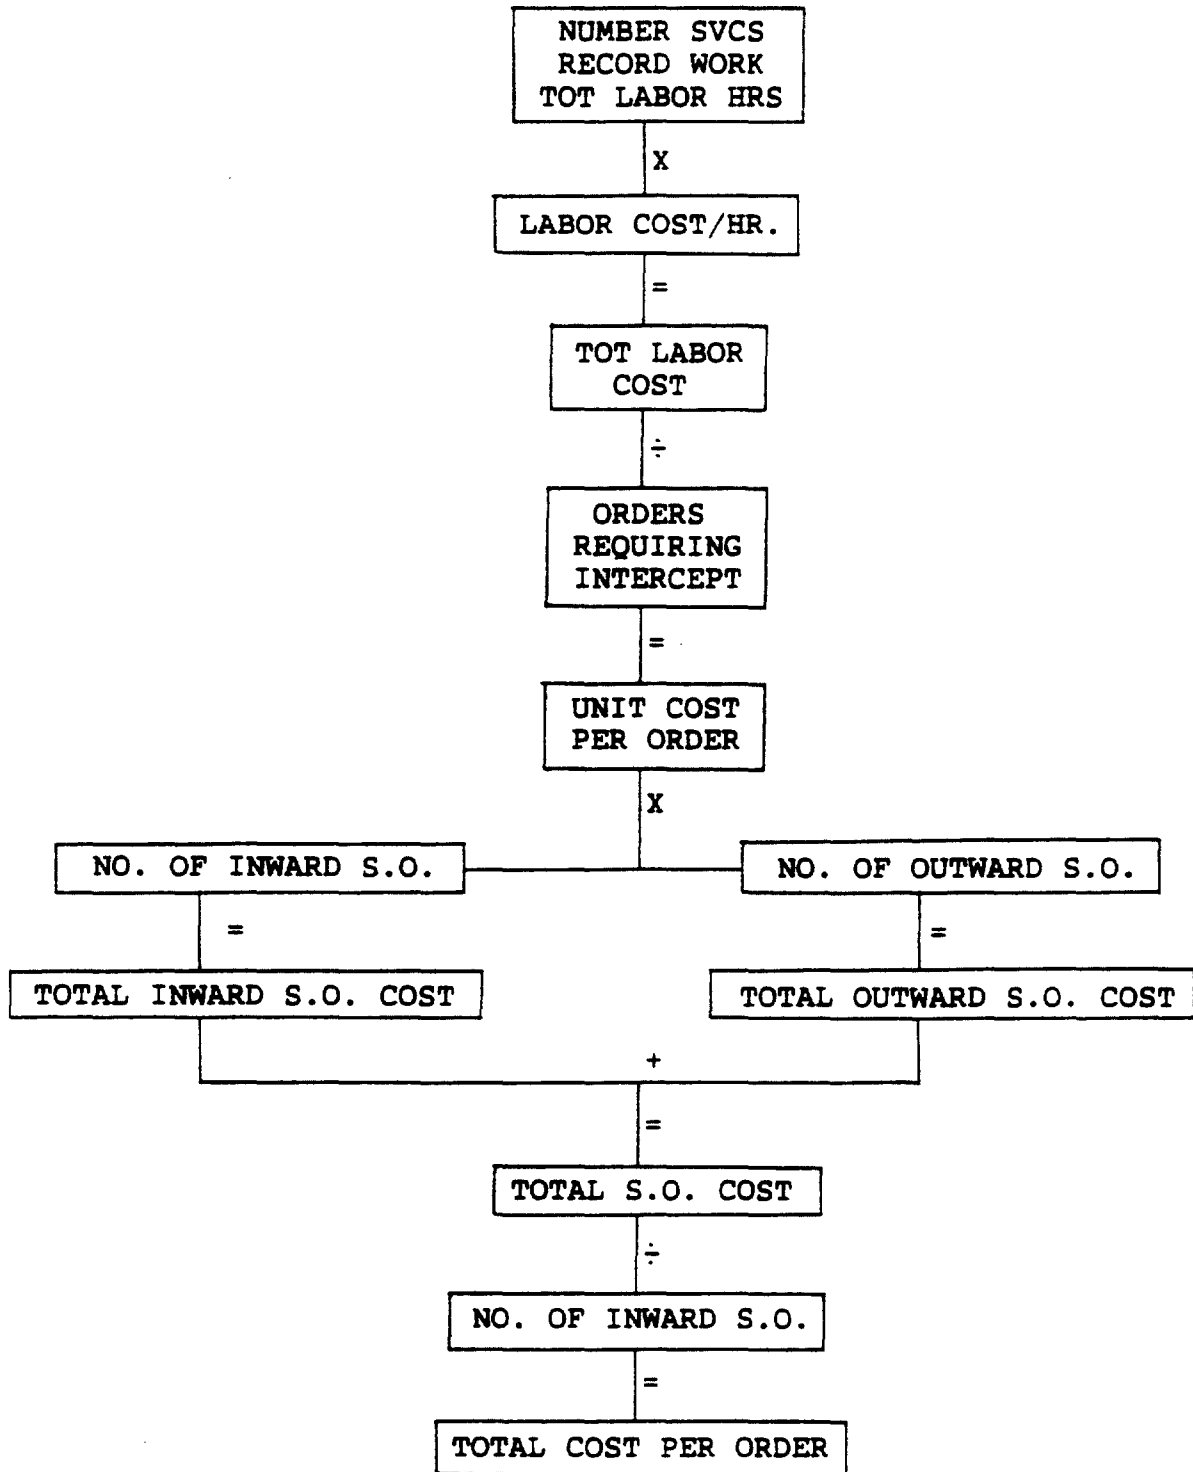 NUMBER SVCS
RECORD WORK
TOT LABOR HRS
X
LABOR COST/HR.
=
TOT LABOR
COST
÷
ORDERS
REQUIRING
INTERCEPT
=
UNIT COST
PER ORDER
X
NO. OF INWARD S.O.
NO. OF OUTWARD S.O.
=
=
TOTAL INWARD S.O. COST
TOTAL OUTWARD S.O. COST
+
=
TOTAL S.O. COST
÷
NO. OF INWARD S.O.
=
TOTAL COST PER ORDER